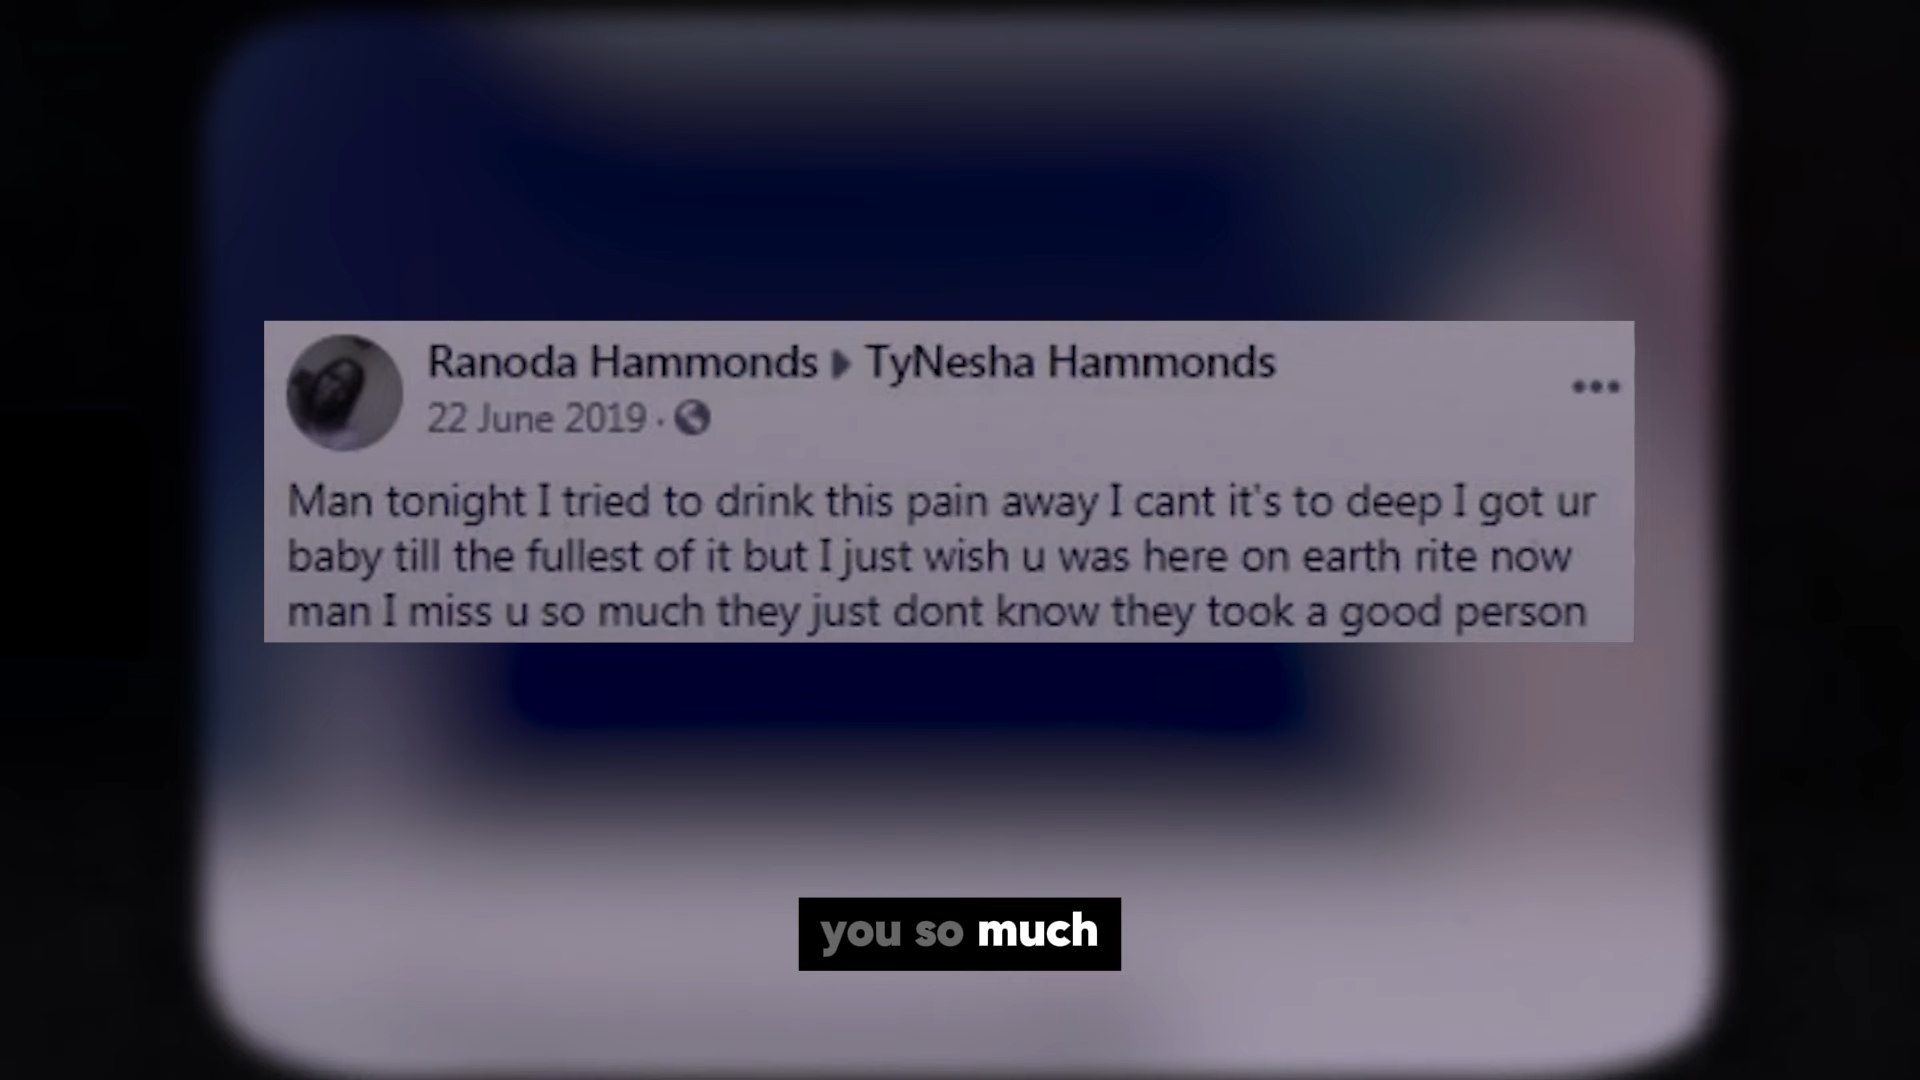 Ranoda Hammonds ▶ TyNesha Hammonds
22 June 2019 ·
Man tonight I tried to drink this pain away I cant it's to deep I got ur
baby till the fullest of it but I just wish u was here on earth rite now
man I miss u so much they just dont know they took a good person
you so much